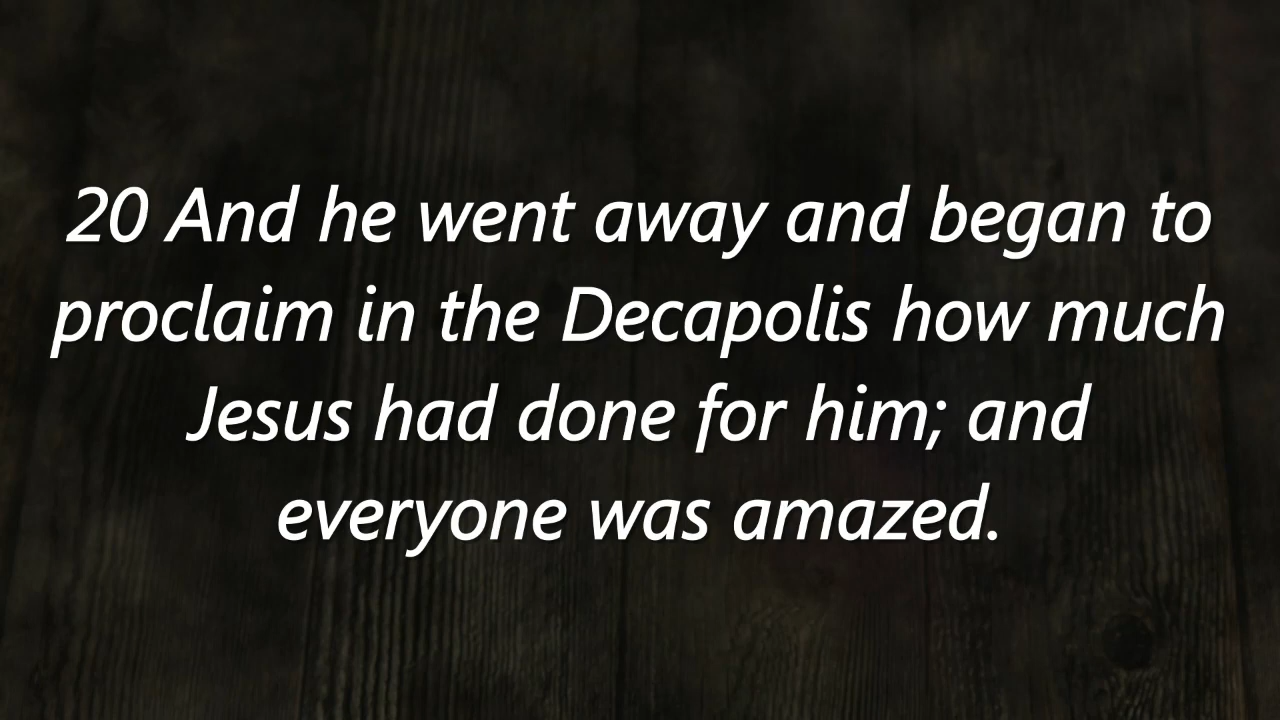 20 And he went away and began to
proclaim in the Decapolis how much
Jesus had done for him; and
everyone was amazed.